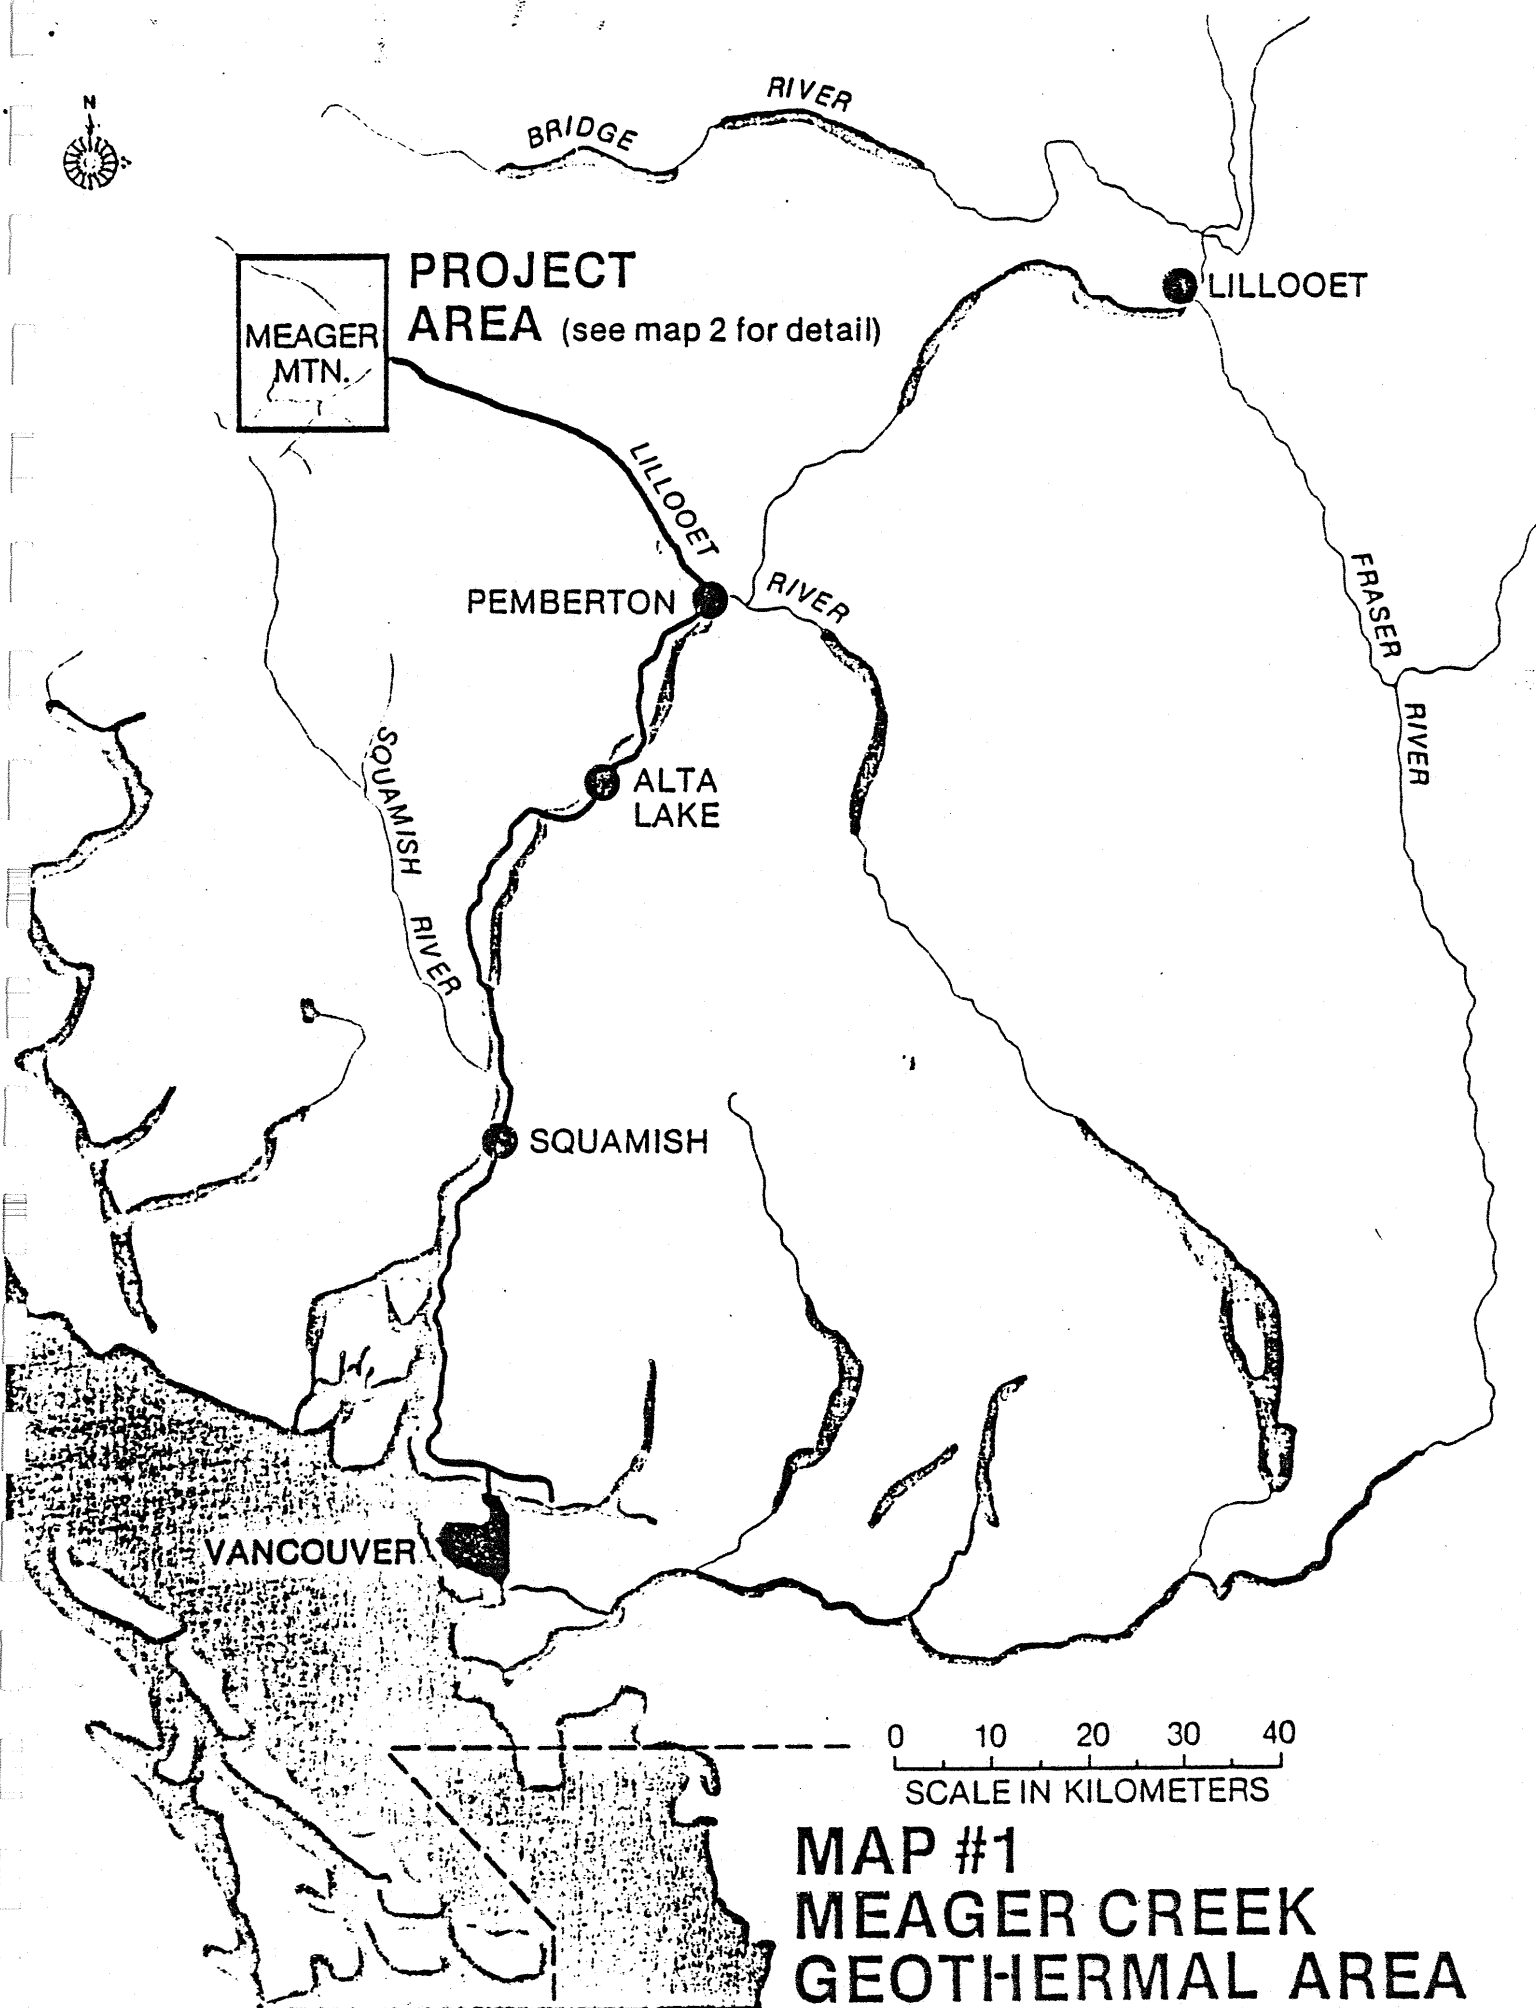 RIVER
BRIDGE
N
PROJECT
AREA (see map 2 for detail)
MEAGER
MTN.
LILLOOET
LILLOOET
PEMBERTON
RIVER
FRASER
RIVER
SQUAMISH
RIVER
ALTA
LAKE
SQUAMISH
VANCOUVER
0 10 20 30 40
SCALE IN KILOMETERS
MAP #1
MEAGER CREEK
GEOTHERMAL AREA